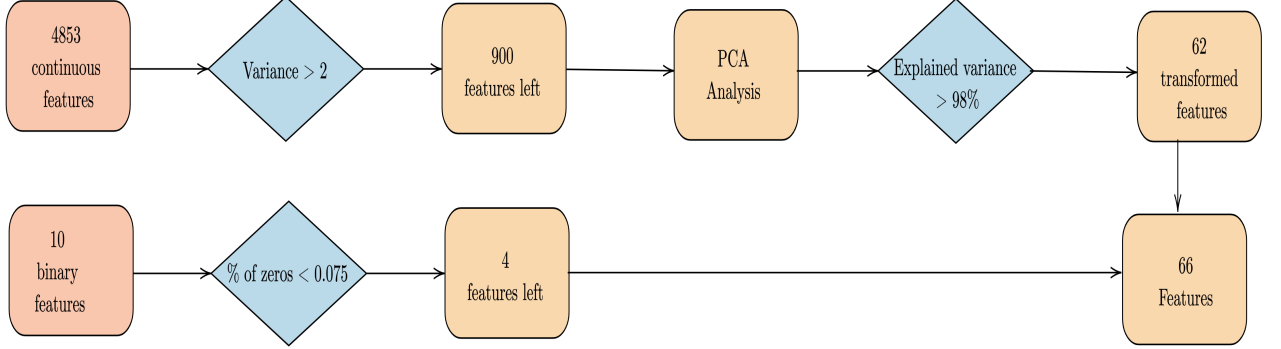 4853
continuous
features
Variance > 2
900
features left
PCA
Analysis
Explained variance
> 98%
62
transformed
features
10
binary
features
% of zeros < 0.075
4
features left
66
Features